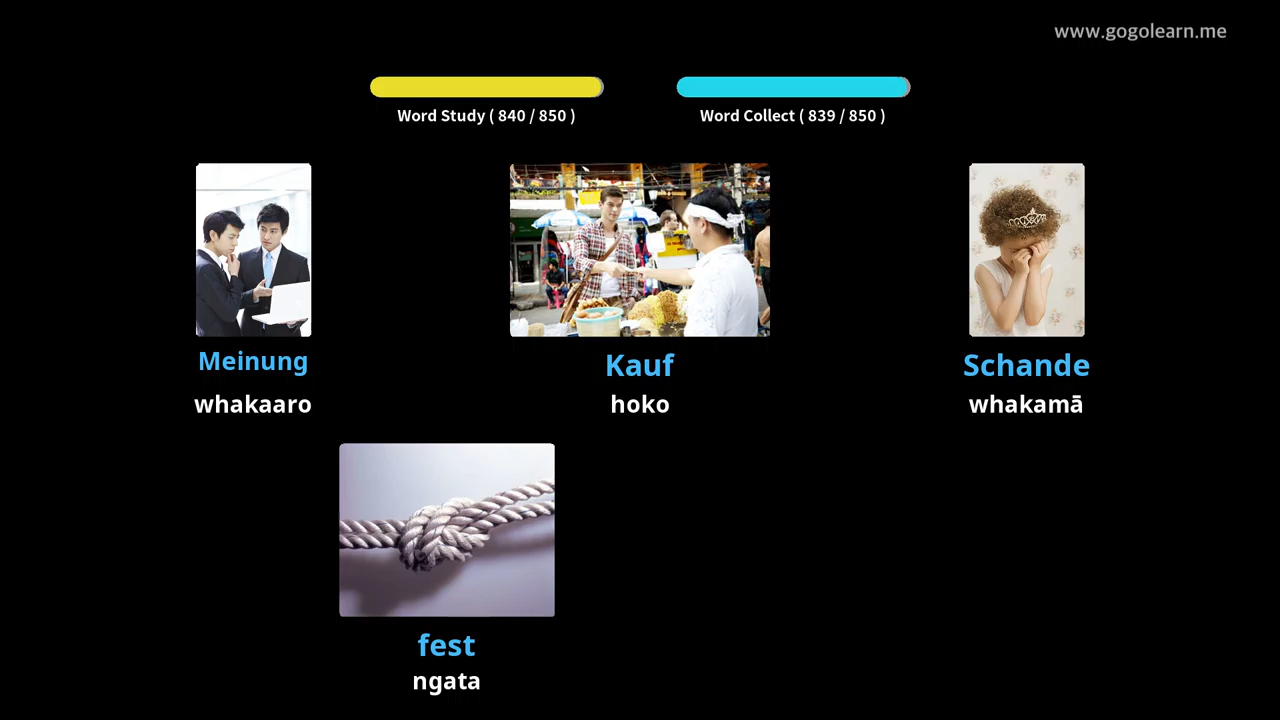 www.gogolearn.me
Word Study ( 840 / 850 )
Word Collect ( 839 / 850 )
Meinung
whakaaro
Kauf
hoko
Schande
whakamā
fest
ngata